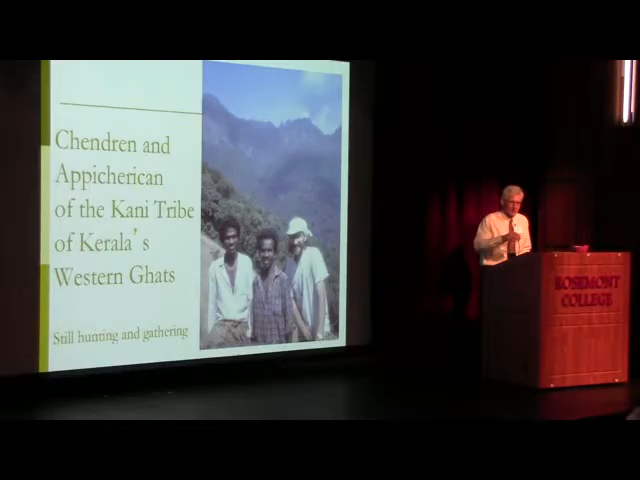 Chendren and
Appicherican
of the Kani Tribe
of Kerala's
Western Ghats
Still hunting and gathering
ROSEMONT
COLLEGE